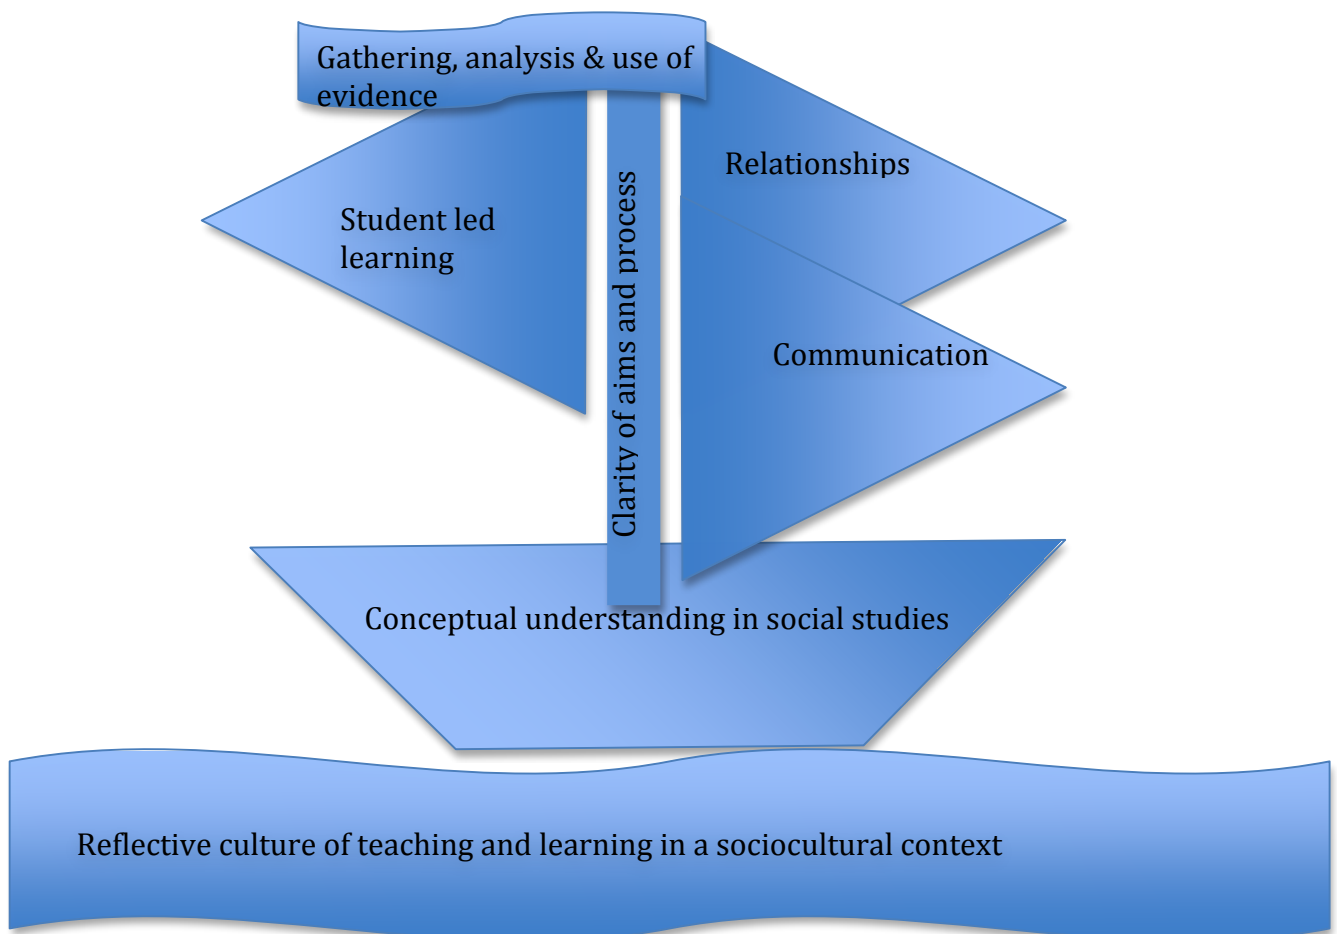 Gathering, analysis & use of
evidence
Relationships
Student led
learning
Clarity of aims and process
Communication
Conceptual understanding in social studies
Reflective culture of teaching and learning in a sociocultural context